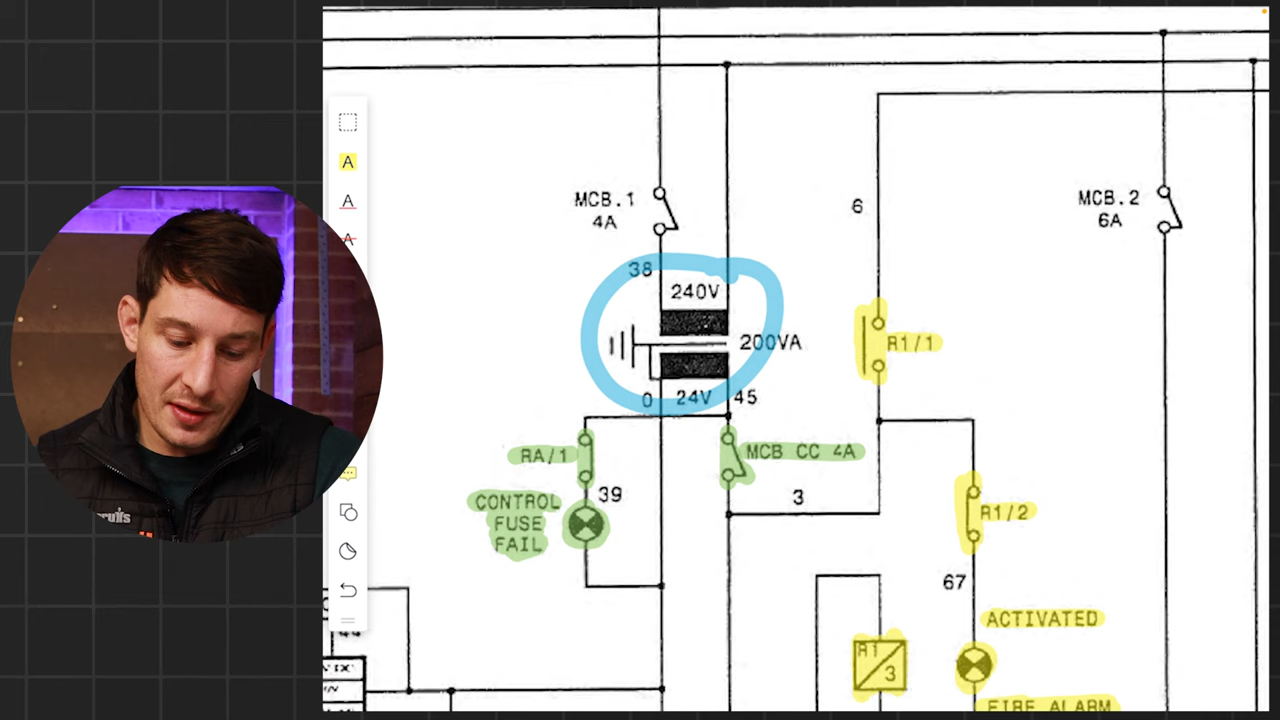 A
A
A
MCB.1
4A
6
MCB.2
6A
38
240V
200VA
R1/1
0
24V
45
RA/1
MCB CC 4A
39
3
CONTROL
FUSE
FAIL
R1/2
67
ACTIVATED
R1
3
FIRE ALARM